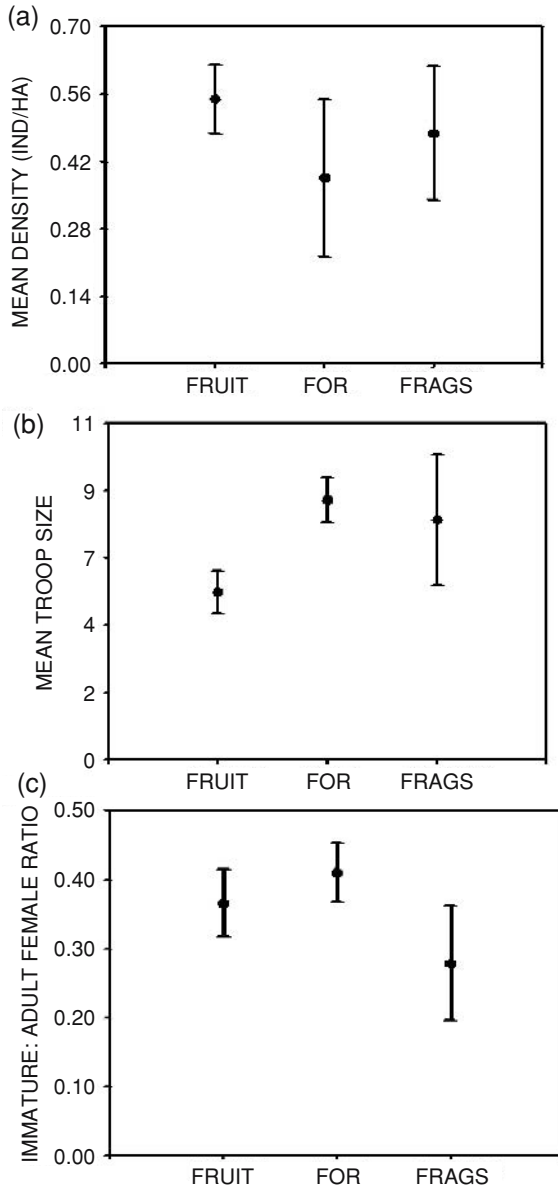 (a)
MEAN DENSITY (IND/HA)
0.70
0.56
0.42
0.28
0.14
0.00
FRUIT FOR FRAGS
(b)
MEAN TROOP SIZE
11
9
7
4
2
0
FRUIT FOR FRAGS
(c)
IMMATURE: ADULT FEMALE RATIO
0.50
0.40
0.30
0.20
0.10
0.00
FRUIT FOR FRAGS